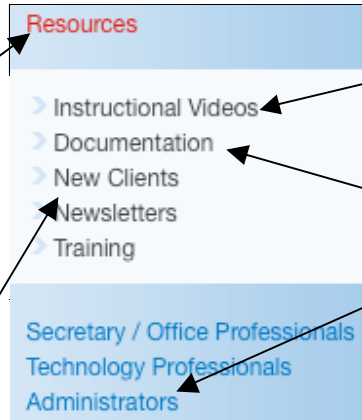 Resources
Instructional Videos
Documentation
New Clients
Newsletters
Training
Secretary / Office Professionals
Technology Professionals
Administrators